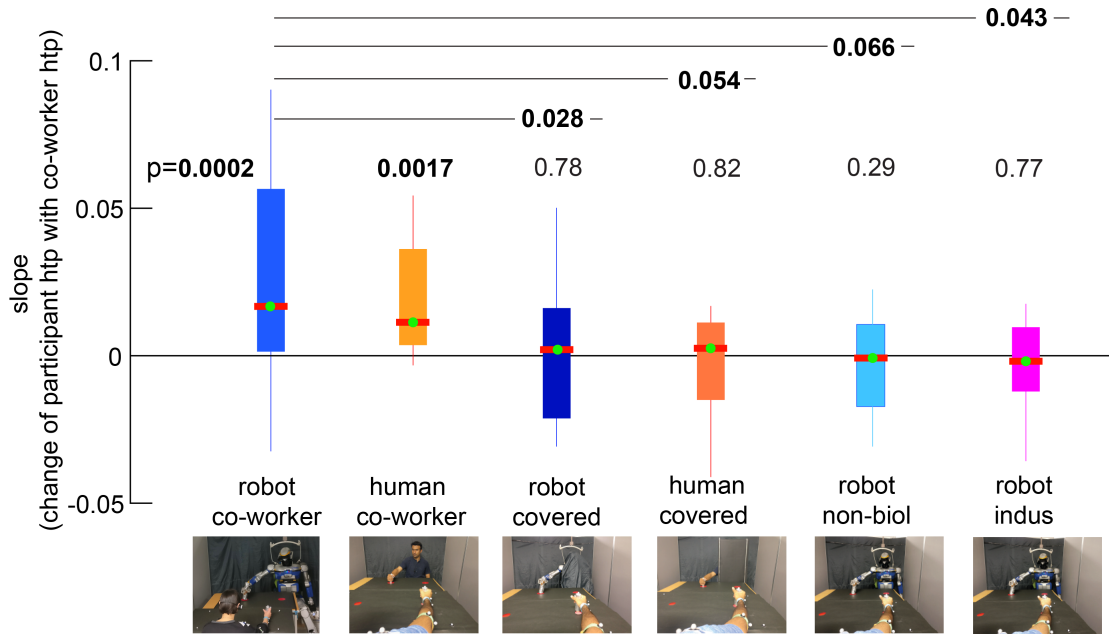 0.043
0.066
0.1
0.054
0.028
p=0.0002 0.0017 0.78 0.82 0.29 0.77
0.05
slope
(change of participant htp with co-worker htp)
0
-0.05
robot
co-worker
human
co-worker
robot
covered
human
covered
robot
non-biol
robot
indus